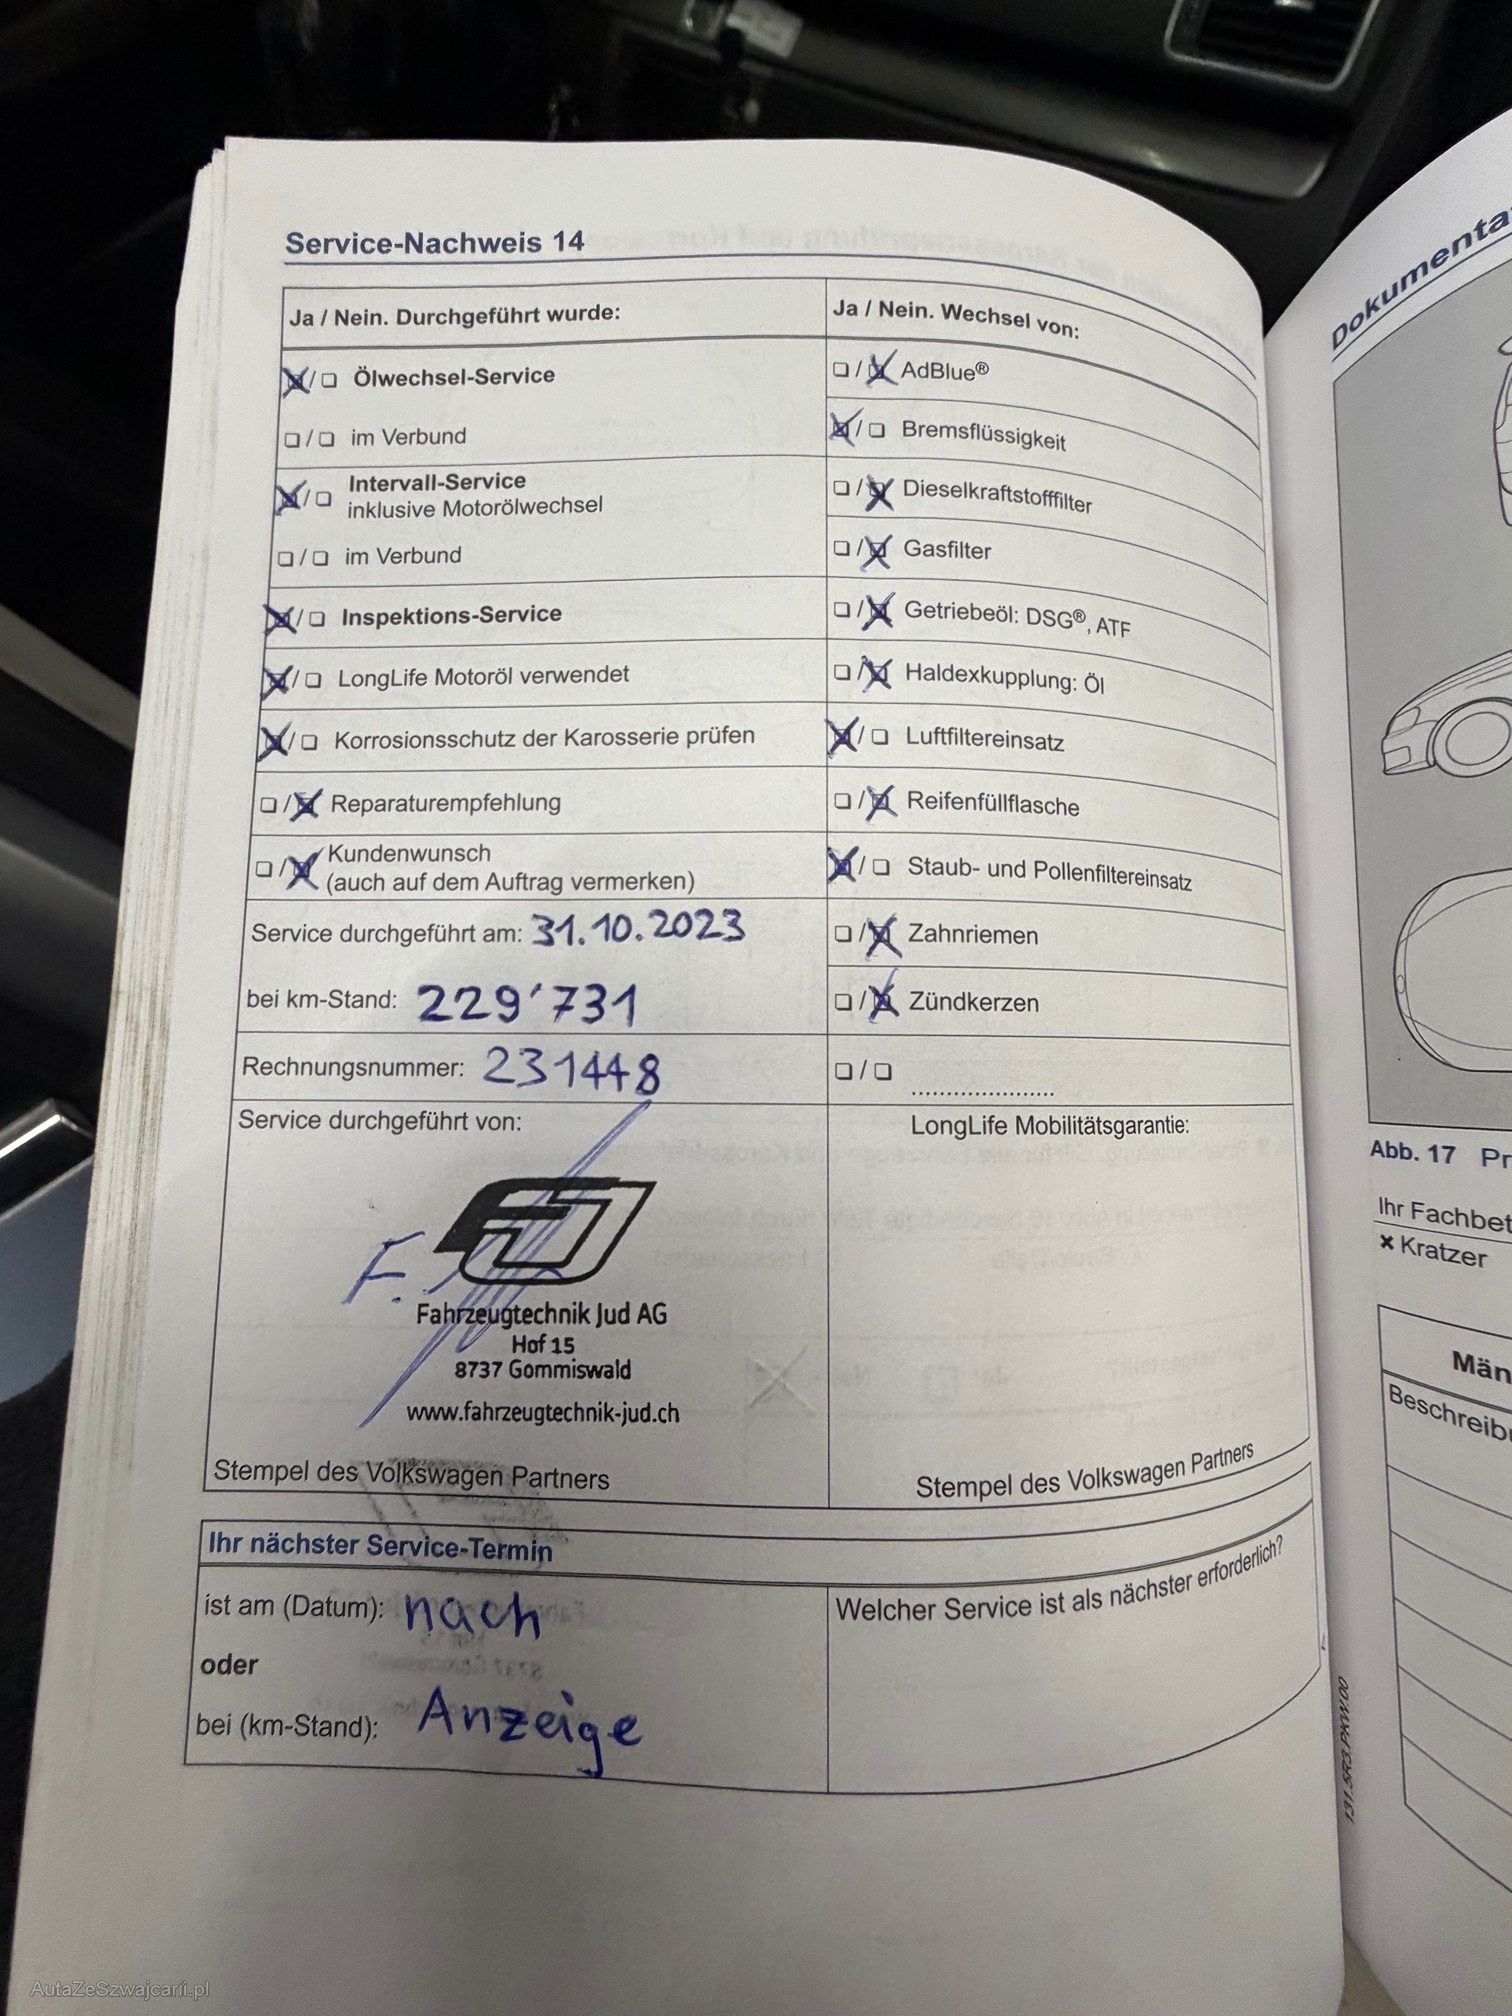 Service-Nachweis 14
Ja / Nein. Durchgeführt wurde:
☒/☐ Ölwechsel-Service
☐/☐ im Verbund
☒/☐ Intervall-Service
inklusive Motorölwechsel
☐/☐ im Verbund
☒/☐ Inspektions-Service
☒/☐ LongLife Motoröl verwendet
☒/☐ Korrosionsschutz der Karosserie prüfen
☐/☒ Reparaturempfehlung
☐/☒ Kundenwunsch
(auch auf dem Auftrag vermerken)
Service durchgeführt am: 31.10.2023
bei km-Stand: 229'731
Rechnungsnummer: 231448
Service durchgeführt von:
F.
Fahrzeugtechnik Jud AG
Hof 15
8737 Gommiswald
www.fahrzeugtechnik-jud.ch
Stempel des Volkswagen Partners
Ja / Nein. Wechsel von:
☐/☒ AdBlue®
☒/☐ Bremsflüssigkeit
☐/☒ Dieselkraftstofffilter
☐/☒ Gasfilter
☐/☒ Getriebeöl: DSG®, ATF
☐/☒ Haldexkupplung: Öl
☒/☐ Luftfiltereinsatz
☐/☒ Reifenfüllflasche
☒/☐ Staub- und Pollenfiltereinsatz
☐/☒ Zahnriemen
☐/☒ Zündkerzen
☐/☐ .....................
LongLife Mobilitätsgarantie:
Stempel des Volkswagen Partners
Ihr nächster Service-Termin
ist am (Datum): nach
oder
bei (km-Stand): Anzeige
Welcher Service ist als nächster erforderlich?
131.5R3.PKW.00
Dokumenta
Abb. 17 Pr
Ihr Fachbet
✖ Kratzer
Män
Beschreibu
AutaZeSzwajcarii.pl